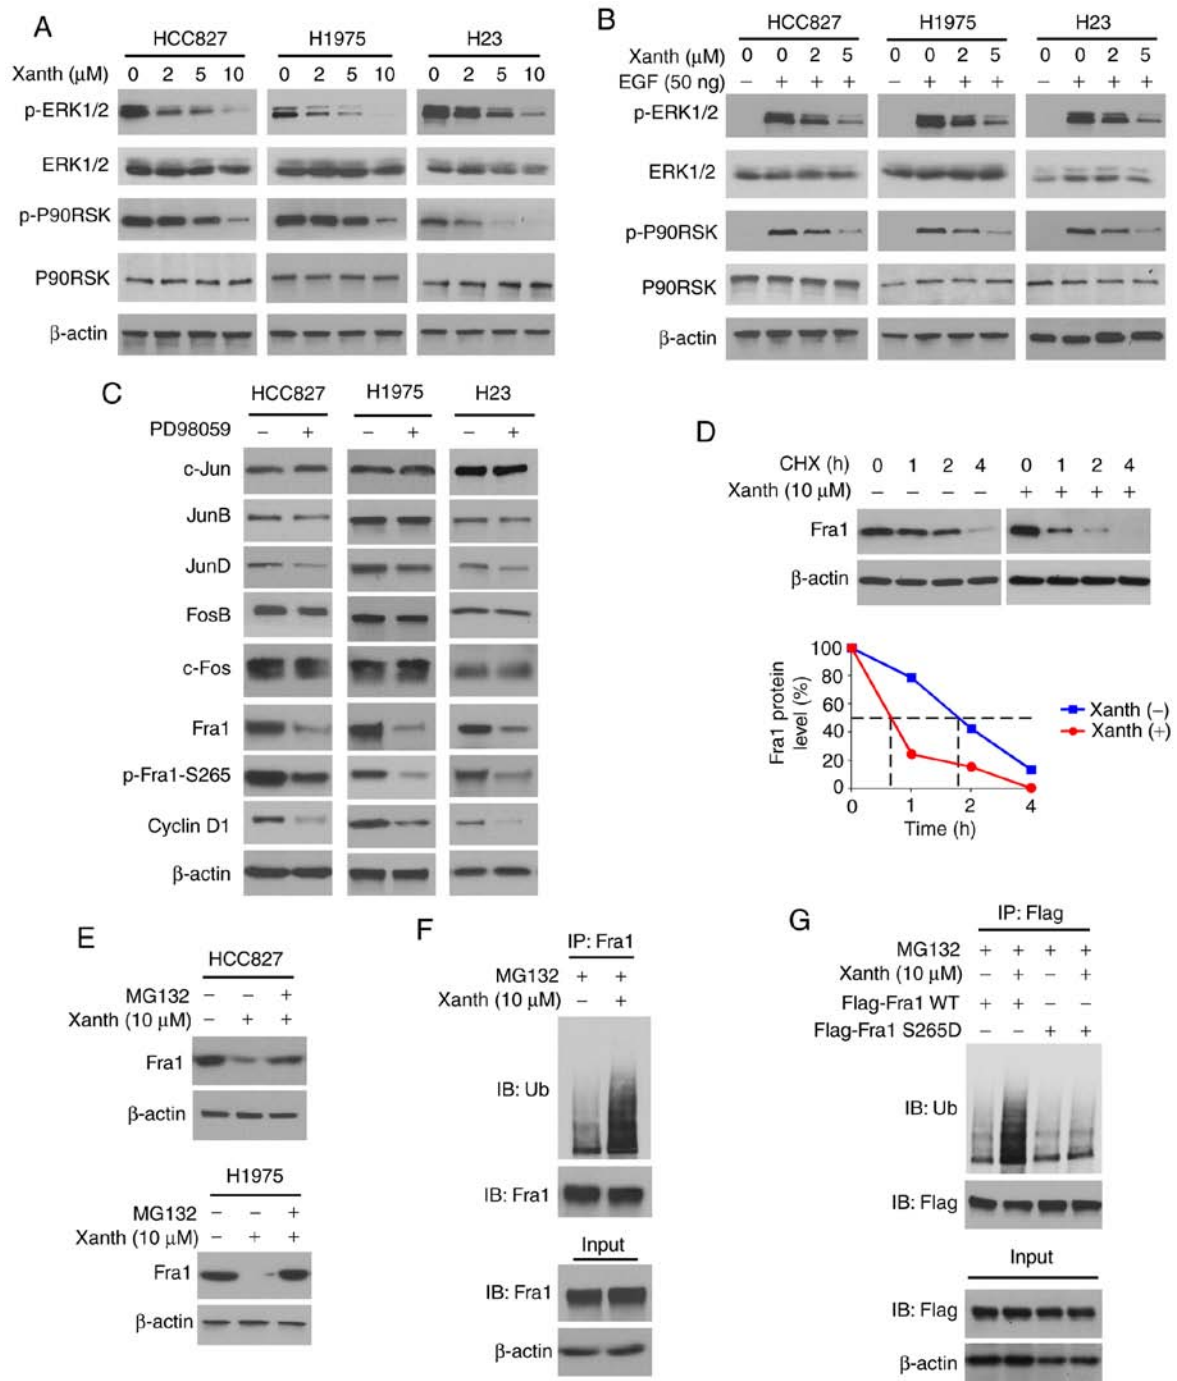 A
HCC827 H1975 H23
Xanth (μM) 0 2 5 10 0 2 5 10 0 2 5 10
p-ERK1/2
ERK1/2
p-P90RSK
P90RSK
β-actin
B
HCC827 H1975 H23
Xanth (μM) 0 0 2 5 0 0 2 5 0 0 2 5
EGF (50 ng) – + + + – + + + – + + +
p-ERK1/2
ERK1/2
p-P90RSK
P90RSK
β-actin
C
HCC827 H1975 H23
PD98059 – + – + – +
c-Jun
JunB
JunD
FosB
c-Fos
Fra1
p-Fra1-S265
Cyclin D1
β-actin
D
CHX (h) 0 1 2 4 0 1 2 4
Xanth (10 μM) – – – – + + + +
Fra1
β-actin
Fra1 protein
level (%)
100
80
60
40
20
0
0 1 2 4
Time (h)
Xanth (–)
Xanth (+)
E
HCC827
MG132 – – +
Xanth (10 μM) – + +
Fra1
β-actin
H1975
MG132 – – +
Xanth (10 μM) – + +
Fra1
β-actin
F
IP: Fra1
MG132 + +
Xanth (10 μM) – +
IB: Ub
IB: Fra1
Input
IB: Fra1
β-actin
G
IP: Flag
MG132 + + + +
Xanth (10 μM) – + – +
Flag-Fra1 WT + + – –
Flag-Fra1 S265D – – + +
IB: Ub
IB: Flag
Input
IB: Flag
β-actin